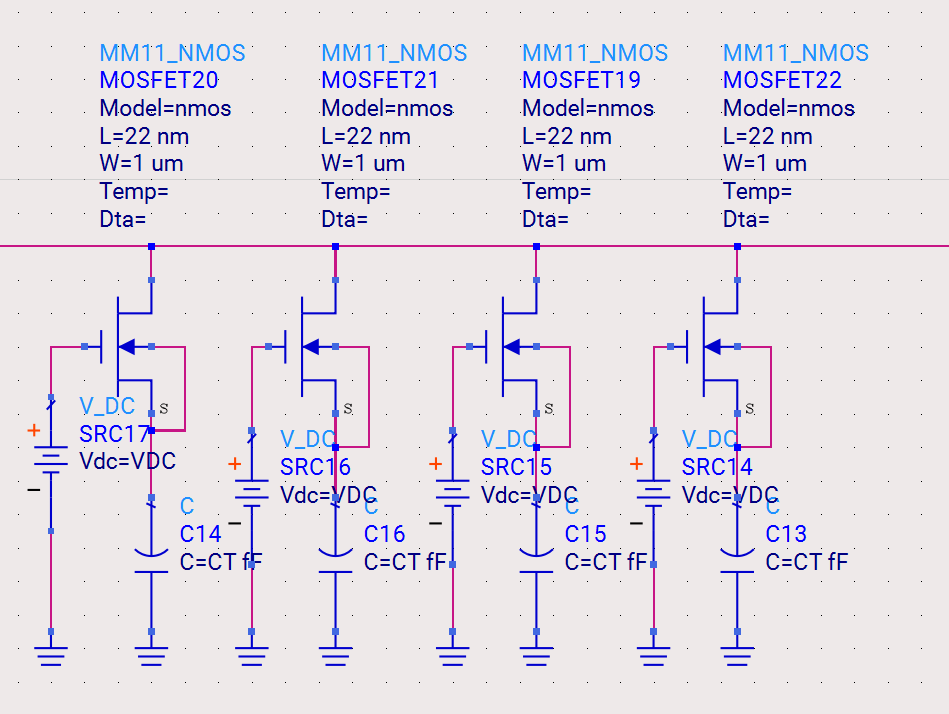 MM11_NMOS
MOSFET20
Model=nmos
L=22 nm
W=1 um
Temp=
Dta=
MM11_NMOS
MOSFET21
Model=nmos
L=22 nm
W=1 um
Temp=
Dta=
MM11_NMOS
MOSFET19
Model=nmos
L=22 nm
W=1 um
Temp=
Dta=
MM11_NMOS
MOSFET22
Model=nmos
L=22 nm
W=1 um
Temp=
Dta=
S
V_DC
SRC17
Vdc=VDC
+
−
C
C14
C=CT fF
S
V_DC
SRC16
Vdc=VDC
+
−
C
C16
C=CT fF
S
V_DC
SRC15
Vdc=VDC
+
−
C
C15
C=CT fF
S
V_DC
SRC14
Vdc=VDC
+
−
C
C13
C=CT fF